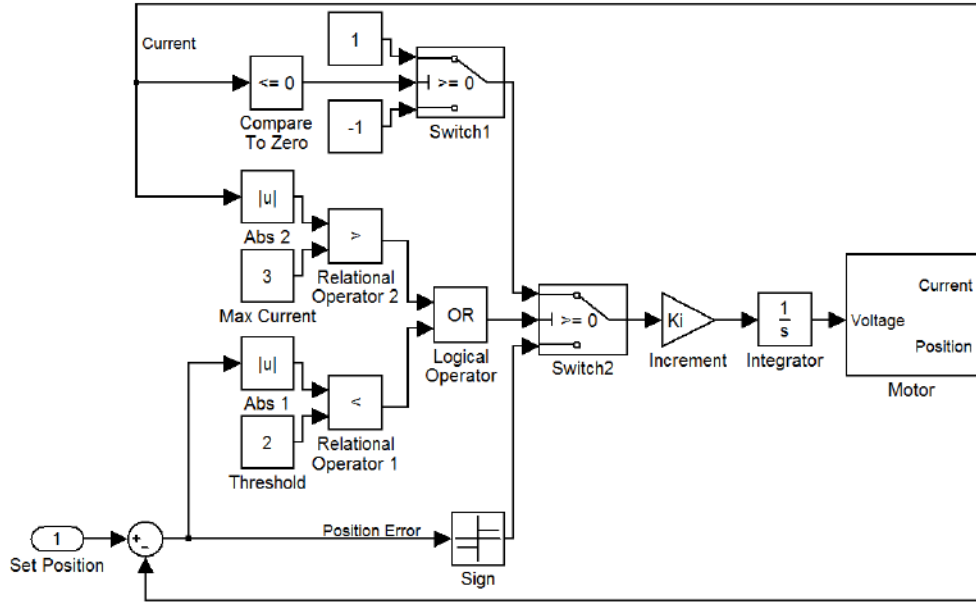 Current
1
<= 0
>= 0
Compare
To Zero
-1
Switch1
|u|
Abs 2
>
3
Relational
Operator 2
Max Current
OR
Logical
Operator
|u|
Abs 1
<
2
Relational
Operator 1
Threshold
>= 0
Switch2
Ki
Increment
1
s
Integrator
Current
Voltage
Position
Motor
1
Set Position
+
-
Position Error
Sign